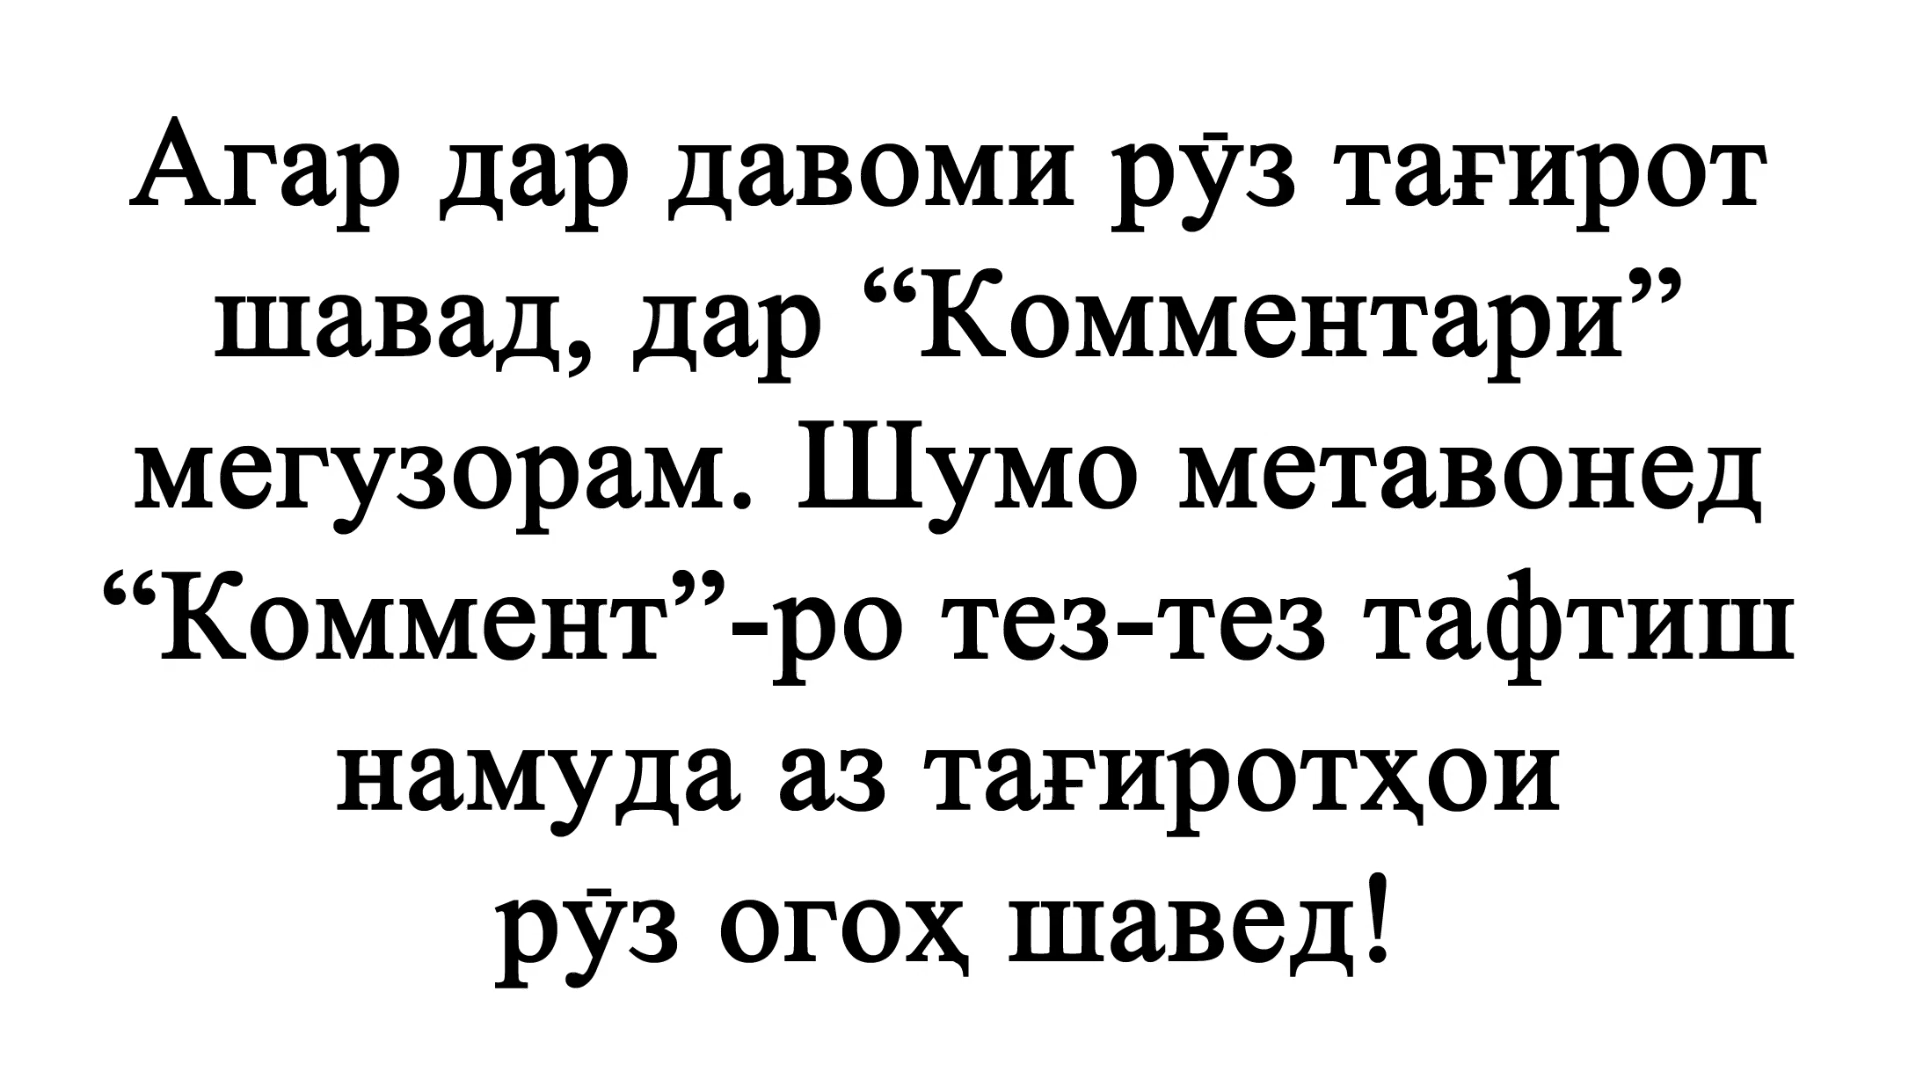 Агар дар давоми рӯз тағирот
шавад, дар “Комментари”
мегузорам. Шумо метавонед
“Коммент”-ро тез-тез тафтиш
намуда аз тағиротҳои
рӯз огоҳ шавед!